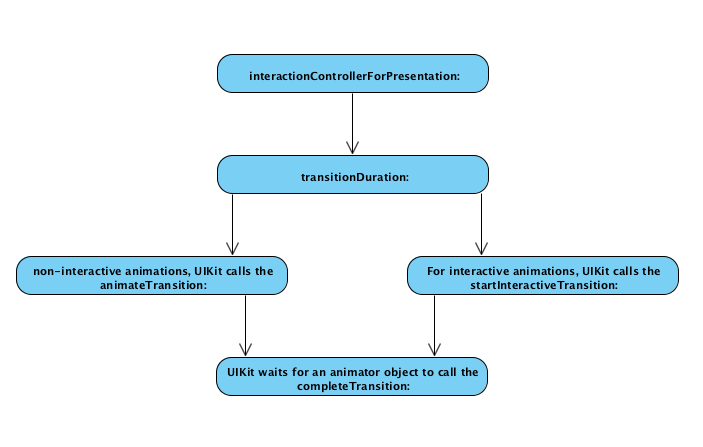 interactionControllerForPresentation:
transitionDuration:
non-interactive animations, UIKit calls the
animateTransition:
For interactive animations, UIKit calls the
startInteractiveTransition:
UIKit waits for an animator object to call the
completeTransition: